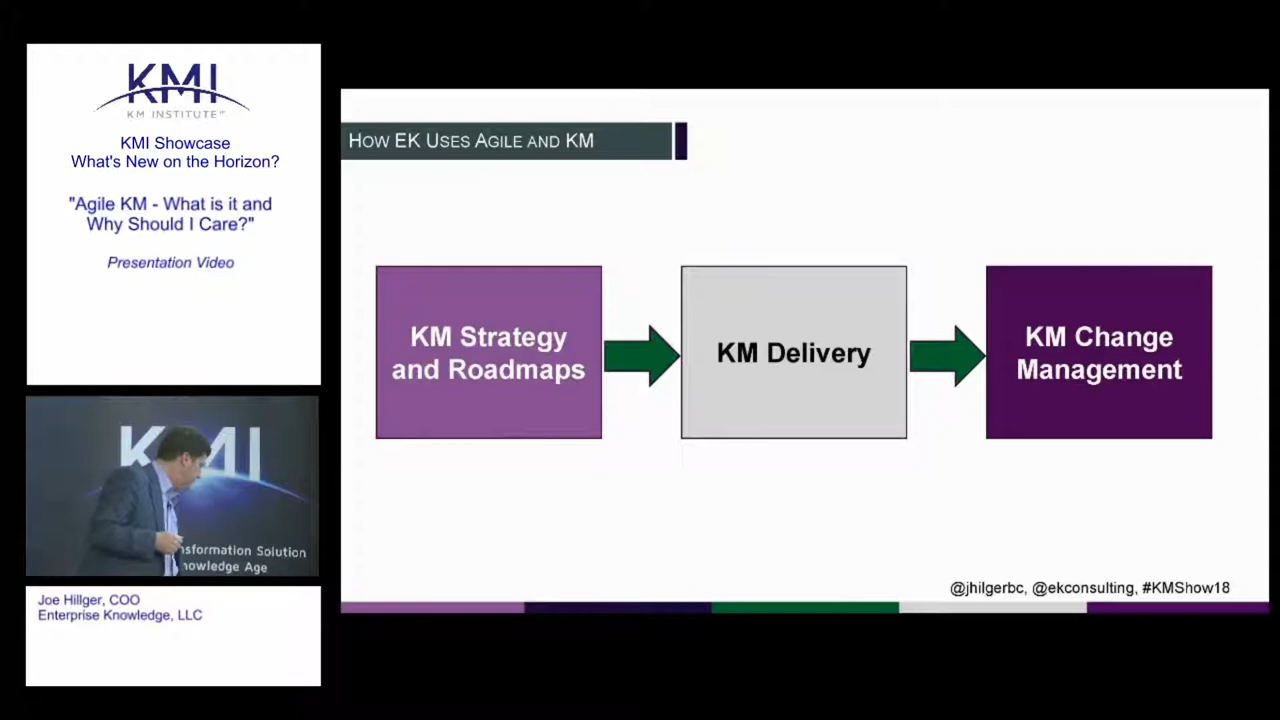 KMI
KM INSTITUTE
KMI Showcase
What's New on the Horizon?
"Agile KM - What is it and
Why Should I Care?"
Presentation Video
KMI
nsformation Solution
nowledge Age
Joe Hillger, COO
Enterprise Knowledge, LLC
HOW EK USES AGILE AND KM
KM Strategy
and Roadmaps
KM Delivery
KM Change
Management
@jhilgerbc, @ekconsulting, #KMShow18